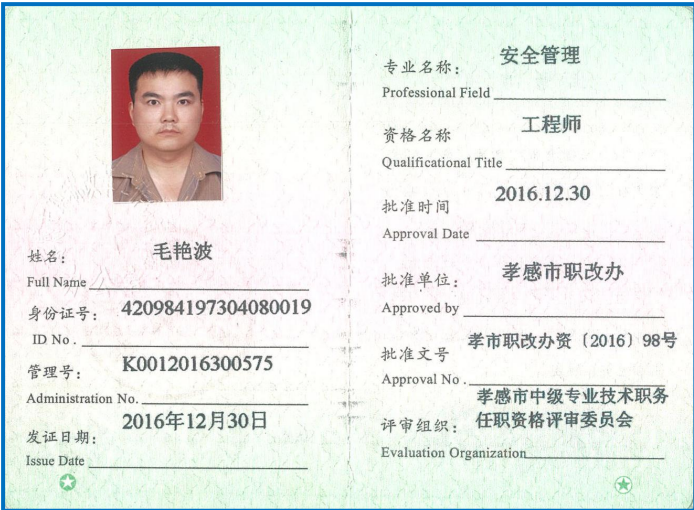 姓名： 毛艳波
Full Name
身份证号： 420984197304080019
ID No .
管理号： K0012016300575
Administration No.
发证日期： 2016年12月30日
Issue Date
专业名称： 安全管理
Professional Field
资格名称 工程师
Qualificational Title
批准时间 2016.12.30
Approval Date
批准单位： 孝感市职改办
Approved by
批准文号 孝市职改办资〔2016〕98号
Approval No .
评审组织： 孝感市中级专业技术职务
任职资格评审委员会
Evaluation Organization